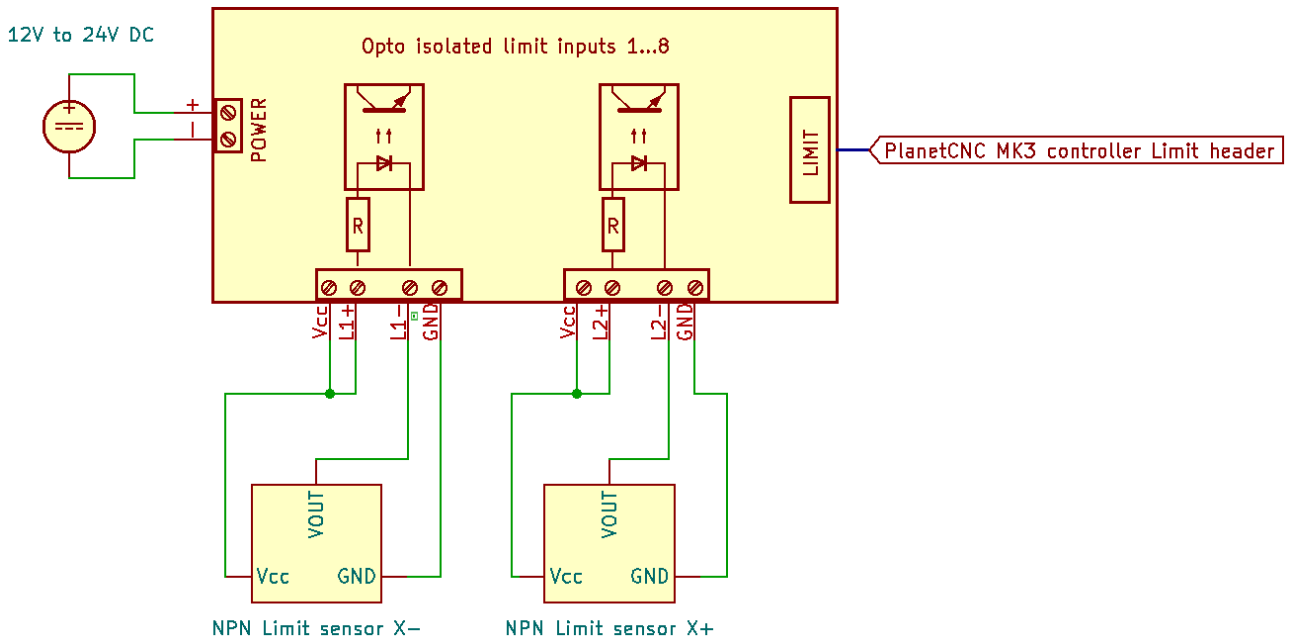 12V to 24V DC
Opto isolated limit inputs 1...8
+
+
−
POWER
LIMIT
PlanetCNC MK3 controller Limit header
R
R
Vcc
L1+
L1-
GND
Vcc
L2+
L2-
GND
VOUT
Vcc
GND
VOUT
Vcc
GND
NPN Limit sensor X−
NPN Limit sensor X+